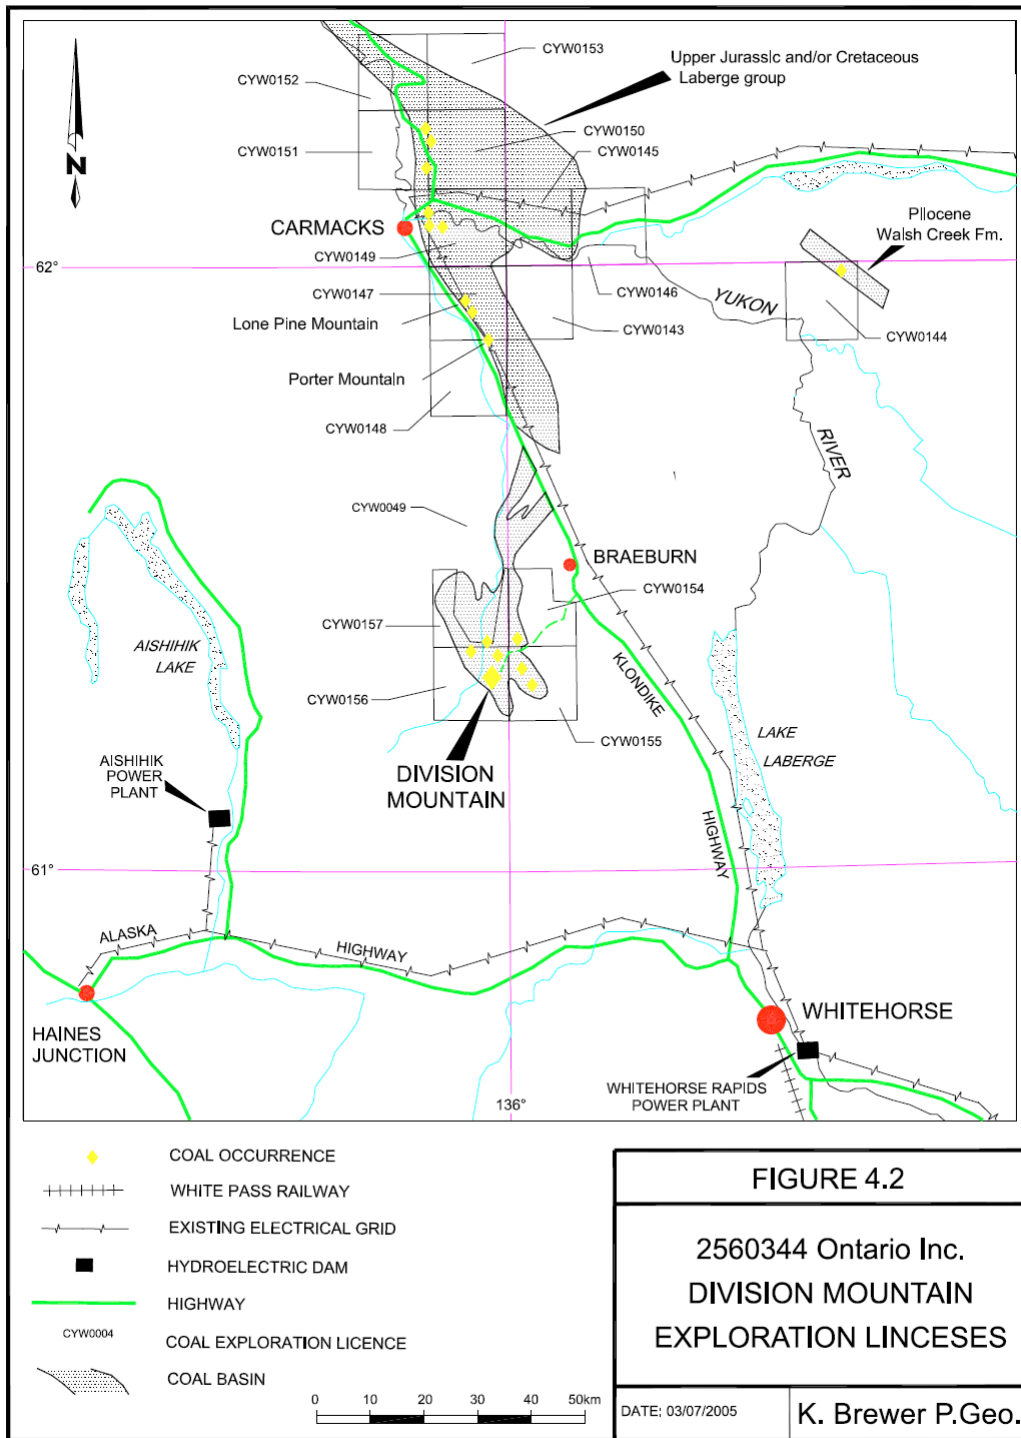 CYW0153
Upper Jurassic and/or Cretaceous
Laberge group
CYW0152
CYW0150
CYW0151
CYW0145
N
CARMACKS
Pliocene
Walsh Creek Fm.
CYW0149
62°
CYW0147
CYW0146
YUKON
Lone Pine Mountain
CYW0143
CYW0144
Porter Mountain
CYW0148
RIVER
CYW0049
BRAEBURN
CYW0154
CYW0157
AISHIHIK
LAKE
KLONDIKE
CYW0156
CYW0155
LAKE
LABERGE
AISHIHIK
POWER
PLANT
DIVISION
MOUNTAIN
HIGHWAY
61°
ALASKA
HIGHWAY
WHITEHORSE
HAINES
JUNCTION
WHITEHORSE RAPIDS
POWER PLANT
136°
COAL OCCURRENCE
WHITE PASS RAILWAY
EXISTING ELECTRICAL GRID
HYDROELECTRIC DAM
HIGHWAY
CYW0004
COAL EXPLORATION LICENCE
COAL BASIN
0 10 20 30 40 50km
FIGURE 4.2
2560344 Ontario Inc.
DIVISION MOUNTAIN
EXPLORATION LINCESES
DATE; 03/07/2005
K. Brewer P.Geo.